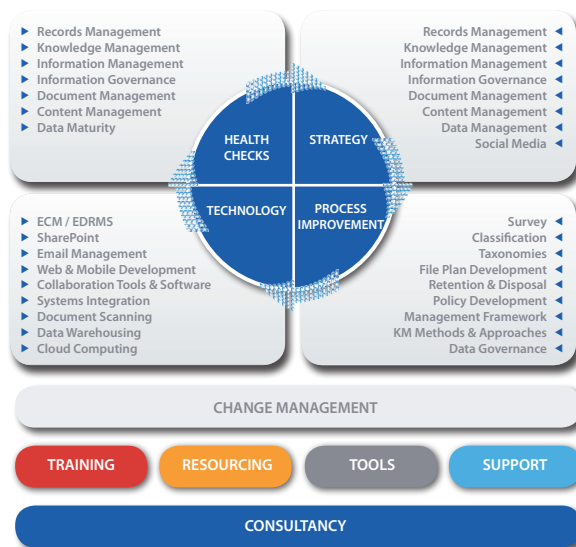 Records Management
Knowledge Management
Information Management
Information Governance
Document Management
Content Management
Data Maturity
Records Management
Knowledge Management
Information Management
Information Governance
Document Management
Content Management
Data Management
Social Media
HEALTH
CHECKS
STRATEGY
TECHNOLOGY
PROCESS
IMPROVEMENT
ECM / EDRMS
SharePoint
Email Management
Web & Mobile Development
Collaboration Tools & Software
Systems Integration
Document Scanning
Data Warehousing
Cloud Computing
Survey
Classification
Taxonomies
File Plan Development
Retention & Disposal
Policy Development
Management Framework
KM Methods & Approaches
Data Governance
CHANGE MANAGEMENT
TRAINING
RESOURCING
TOOLS
SUPPORT
CONSULTANCY